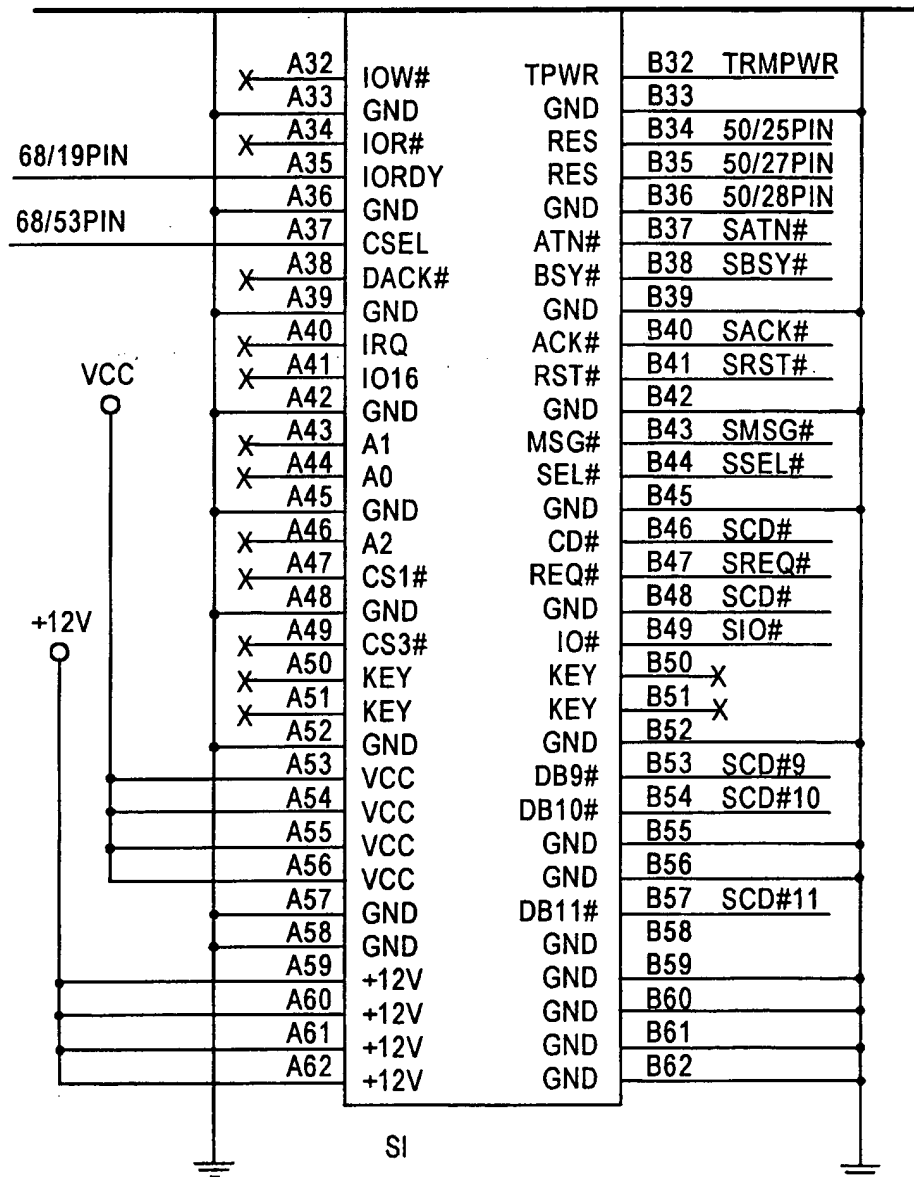 A32 IOW# TPWR B32 TRMPWR
A33 GND GND B33
A34 IOR# RES B34 50/25PIN
68/19PIN A35 IORDY RES B35 50/27PIN
A36 GND GND B36 50/28PIN
68/53PIN A37 CSEL ATN# B37 SATN#
A38 DACK# BSY# B38 SBSY#
A39 GND GND B39
A40 IRQ ACK# B40 SACK#
A41 IO16 RST# B41 SRST#
VCC
A42 GND GND B42
A43 A1 MSG# B43 SMSG#
A44 A0 SEL# B44 SSEL#
A45 GND GND B45
A46 A2 CD# B46 SCD#
A47 CS1# REQ# B47 SREQ#
A48 GND GND B48 SCD#
+12V
A49 CS3# IO# B49 SIO#
A50 KEY KEY B50
A51 KEY KEY B51
A52 GND GND B52
A53 VCC DB9# B53 SCD#9
A54 VCC DB10# B54 SCD#10
A55 VCC GND B55
A56 VCC GND B56
A57 GND DB11# B57 SCD#11
A58 GND GND B58
A59 +12V GND B59
A60 +12V GND B60
A61 +12V GND B61
A62 +12V GND B62
SI